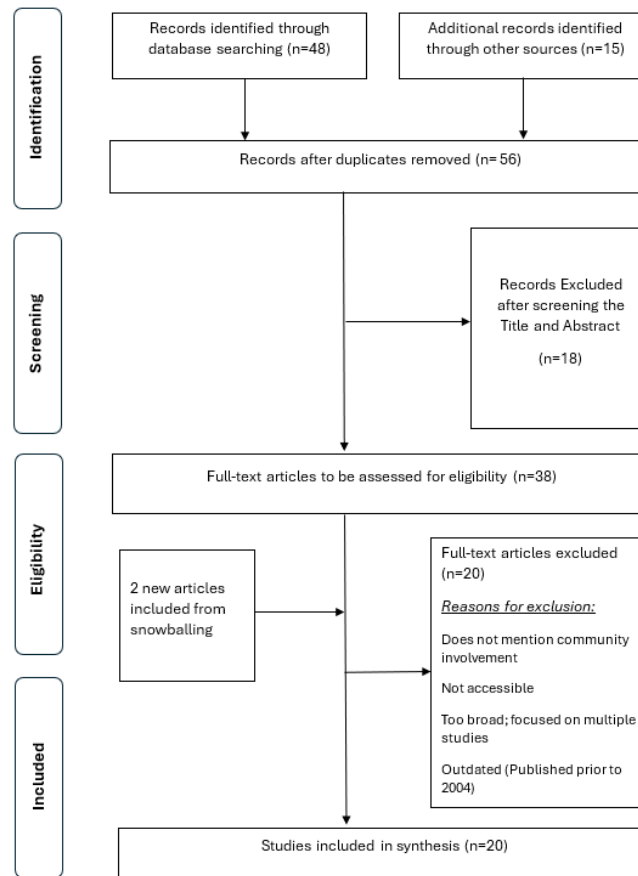 Identification
Records identified through
database searching (n=48)
Additional records identified
through other sources (n=15)
Records after duplicates removed (n= 56)
Screening
Records Excluded
after screening the
Title and Abstract
(n=18)
Eligibility
Full-text articles to be assessed for eligibility (n=38)
2 new articles
included from
snowballing
Full-text articles excluded
(n=20)
Reasons for exclusion:
Does not mention community
involvement
Not accessible
Too broad; focused on multiple
studies
Outdated (Published prior to
2004)
Included
Studies included in synthesis (n=20)